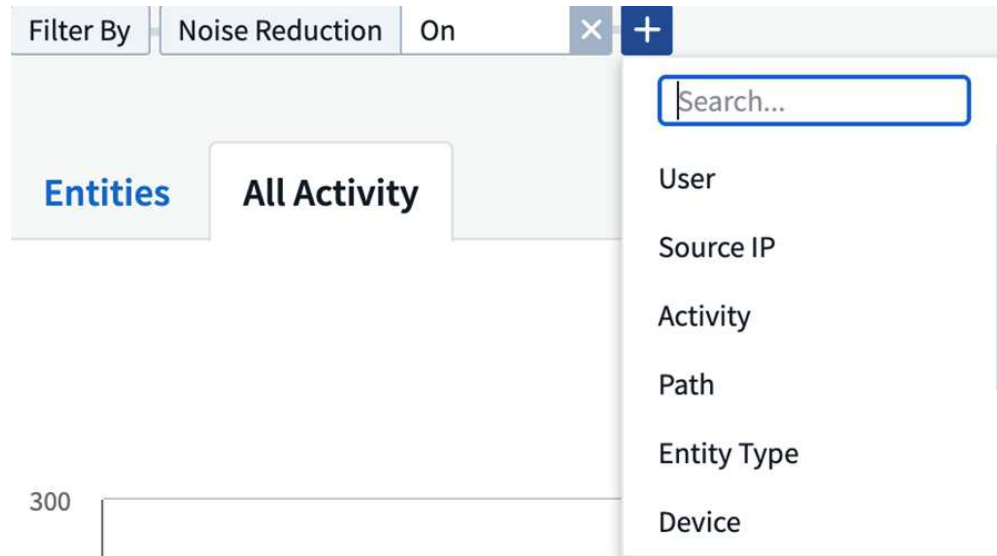 Filter By Noise Reduction On × +
Search...
Entities All Activity
User
Source IP
Activity
Path
Entity Type
300
Device